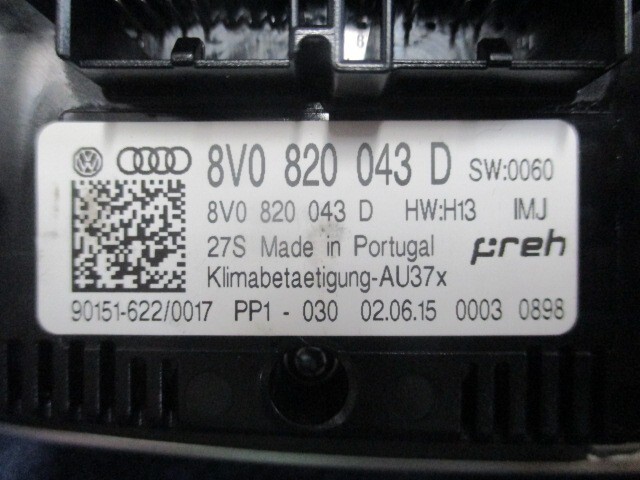 8
8V0 820 043 D SW:0060
8V0 820 043 D HW:H13 IMJ
27S Made in Portugal preh
Klimabetaetigung-AU37x
90151-622/0017 PP1 - 030 02.06.15 0003 0898